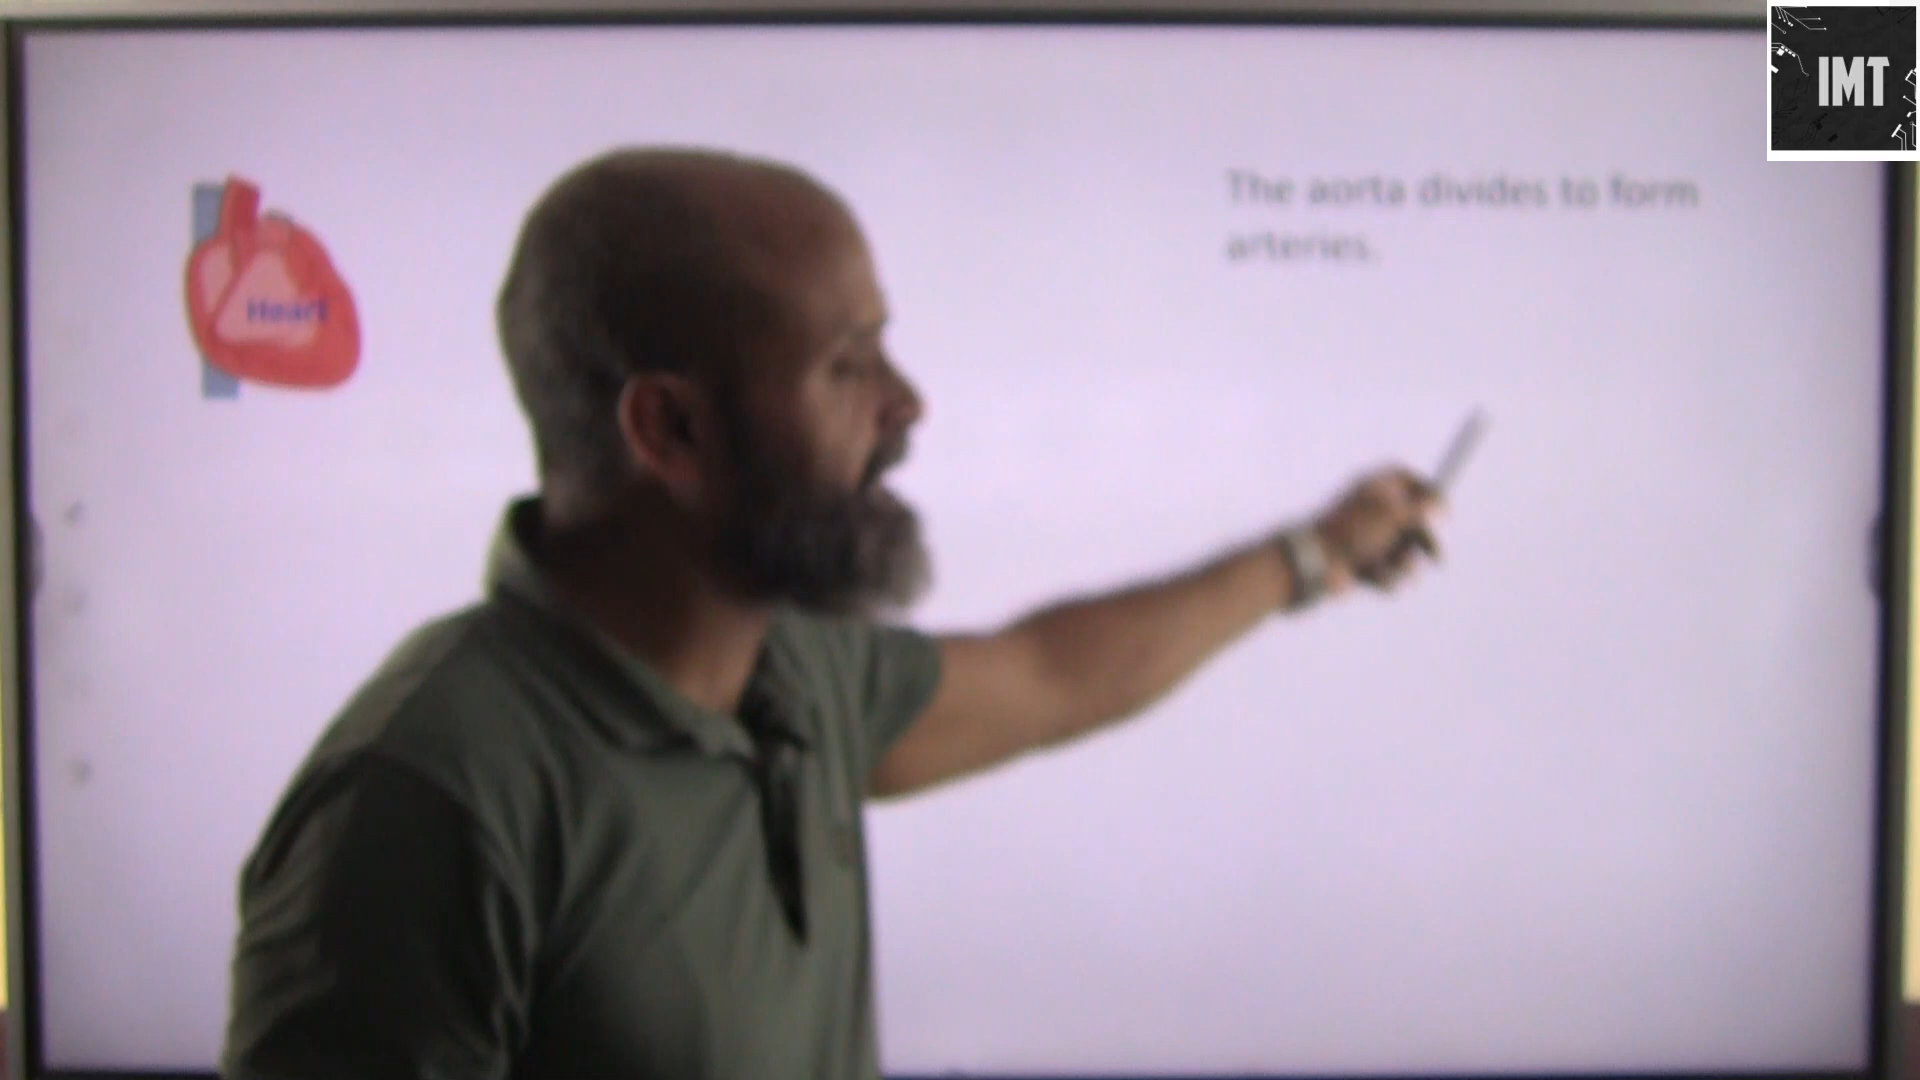 IMT
The aorta divides to form
arteries.
Heart